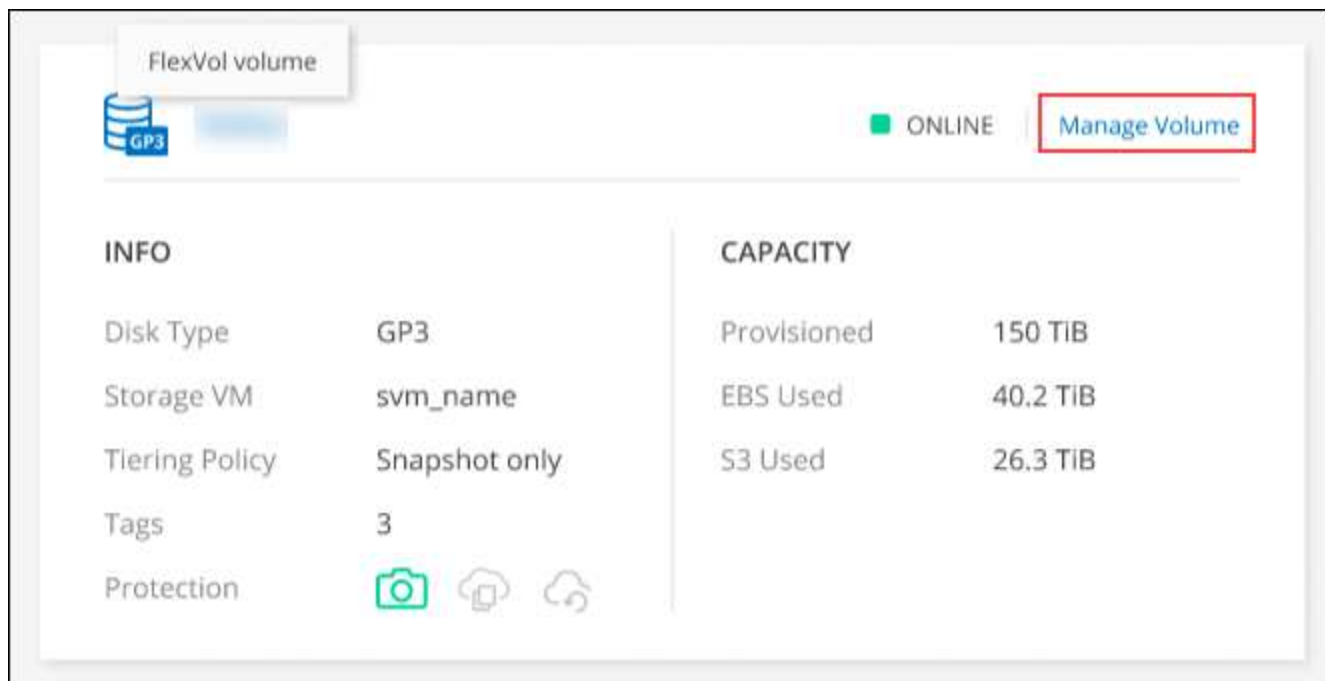 FlexVol volume
GP3
ONLINE
Manage Volume
INFO
Disk Type GP3
Storage VM svm_name
Tiering Policy Snapshot only
Tags 3
Protection
CAPACITY
Provisioned 150 TiB
EBS Used 40.2 TiB
S3 Used 26.3 TiB